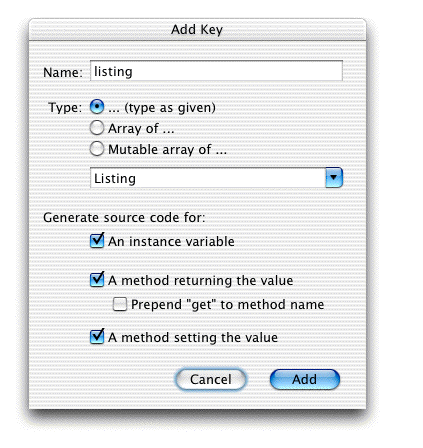 Add Key
Name: listing
Type: ... (type as given)
Array of ...
Mutable array of ...
Listing
Generate source code for:
An instance variable
A method returning the value
Prepend "get" to method name
A method setting the value
Cancel Add